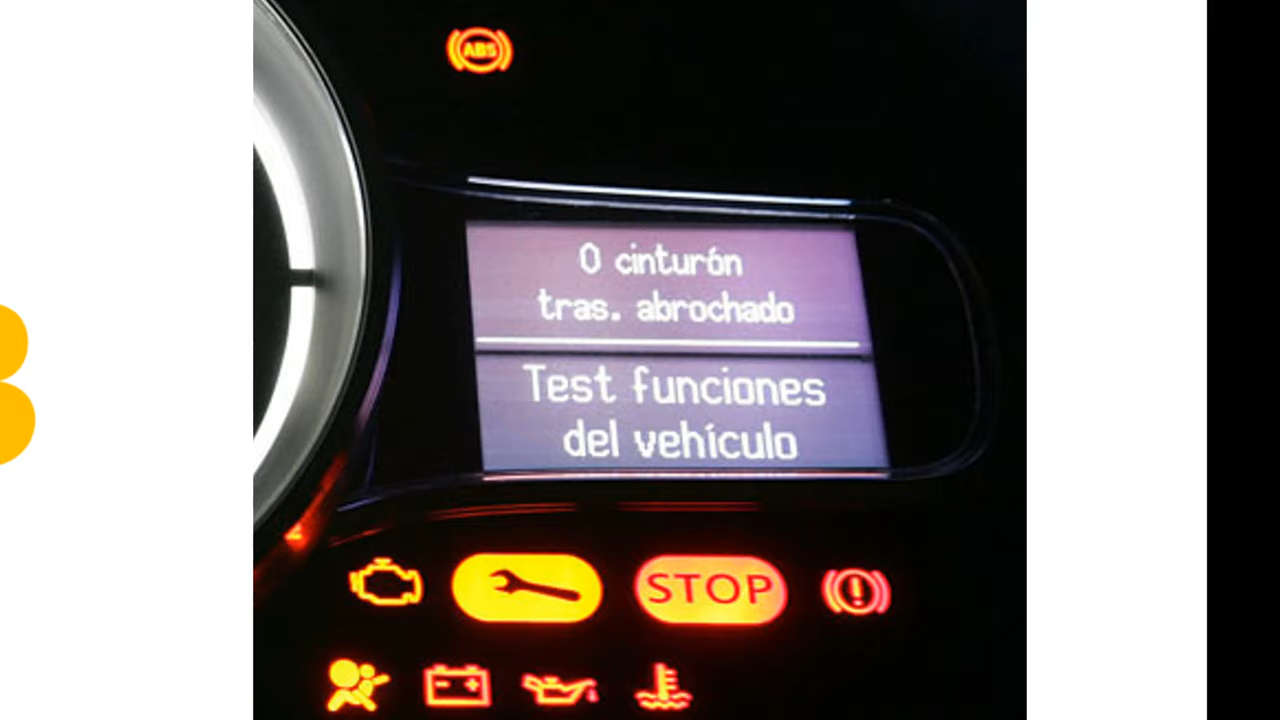 ABS
0 cinturón
tras. abrochado
Test funciones
del vehículo
STOP